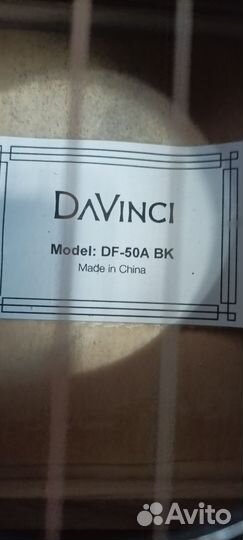 DAVINCI
Model: DF-50A BK
Made in China
Avito